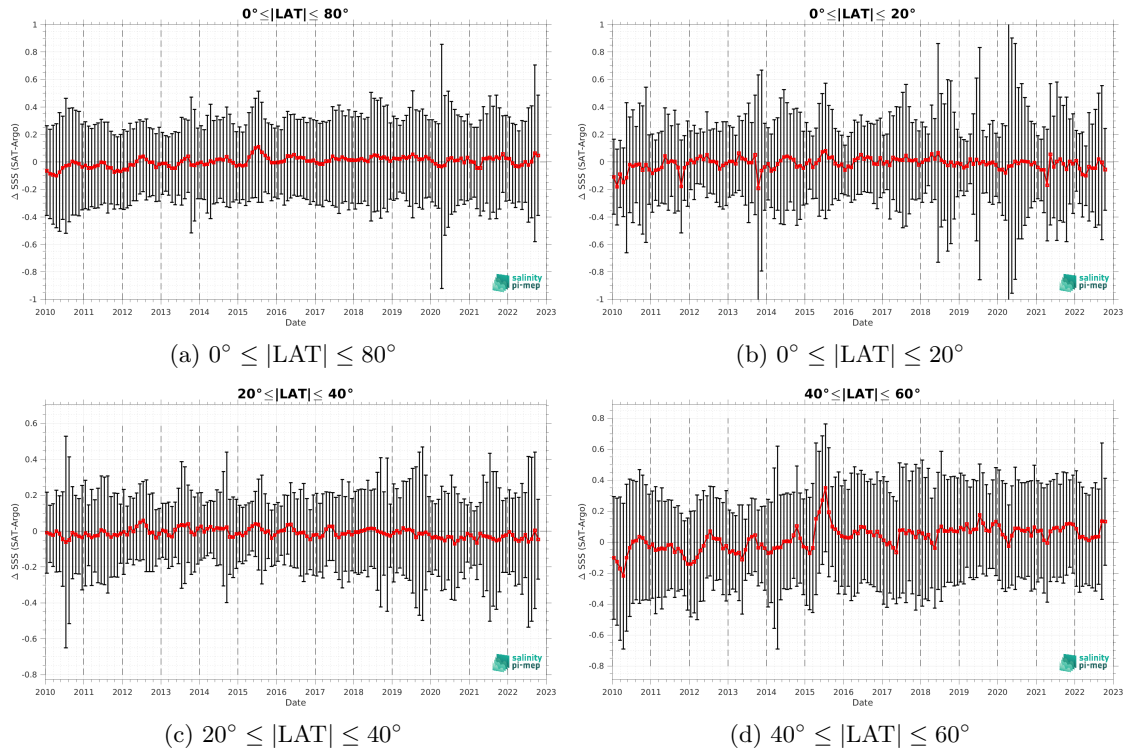 0°≤|LAT|≤ 80°
Δ SSS (SAT-Argo)
1
0.8
0.6
0.4
0.2
0
-0.2
-0.4
-0.6
-0.8
-1
2010 2011 2012 2013 2014 2015 2016 2017 2018 2019 2020 2021 2022 2023
Date
salinity
pi-mep
(a) 0° ≤ |LAT| ≤ 80°
0°≤|LAT|≤ 20°
Δ SSS (SAT-Argo)
1
0.8
0.6
0.4
0.2
0
-0.2
-0.4
-0.6
-0.8
-1
2010 2011 2012 2013 2014 2015 2016 2017 2018 2019 2020 2021 2022 2023
Date
salinity
pi-mep
(b) 0° ≤ |LAT| ≤ 20°
20°≤|LAT|≤ 40°
Δ SSS (SAT-Argo)
0.6
0.4
0.2
0
-0.2
-0.4
-0.6
-0.8
2010 2011 2012 2013 2014 2015 2016 2017 2018 2019 2020 2021 2022 2023
Date
salinity
pi-mep
(c) 20° ≤ |LAT| ≤ 40°
40°≤|LAT|≤ 60°
Δ SSS (SAT-Argo)
0.8
0.6
0.4
0.2
0
-0.2
-0.4
-0.6
-0.8
2010 2011 2012 2013 2014 2015 2016 2017 2018 2019 2020 2021 2022 2023
Date
salinity
pi-mep
(d) 40° ≤ |LAT| ≤ 60°